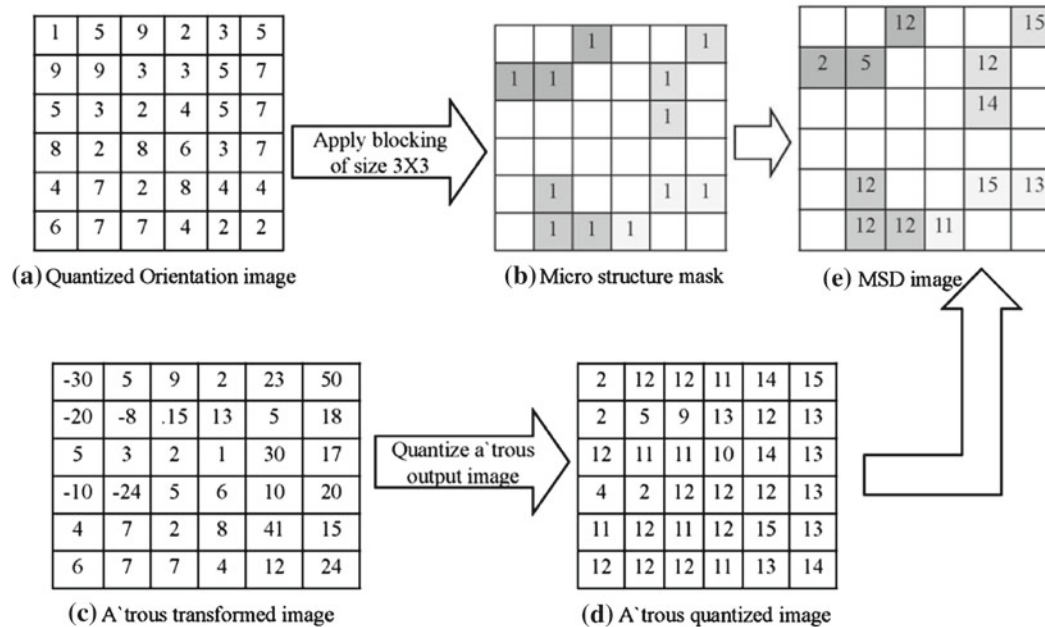 1 5 9 2 3 5
9 9 3 3 5 7
5 3 2 4 5 7
8 2 8 6 3 7
4 7 2 8 4 4
6 7 7 4 2 2
(a) Quantized Orientation image
Apply blocking
of size 3X3
1 1
1 1 1
1
1 1 1
1 1 1
(b) Micro structure mask
12 15
2 5 12
14
12 15 13
12 12 11
(e) MSD image
-30 5 9 2 23 50
-20 -8 .15 13 5 18
5 3 2 1 30 17
-10 -24 5 6 10 20
4 7 2 8 41 15
6 7 7 4 12 24
(c) A`trous transformed image
Quantize a`trous
output image
2 12 12 11 14 15
2 5 9 13 12 13
12 11 11 10 14 13
4 2 12 12 12 13
11 12 11 12 15 13
12 12 12 11 13 14
(d) A`trous quantized image